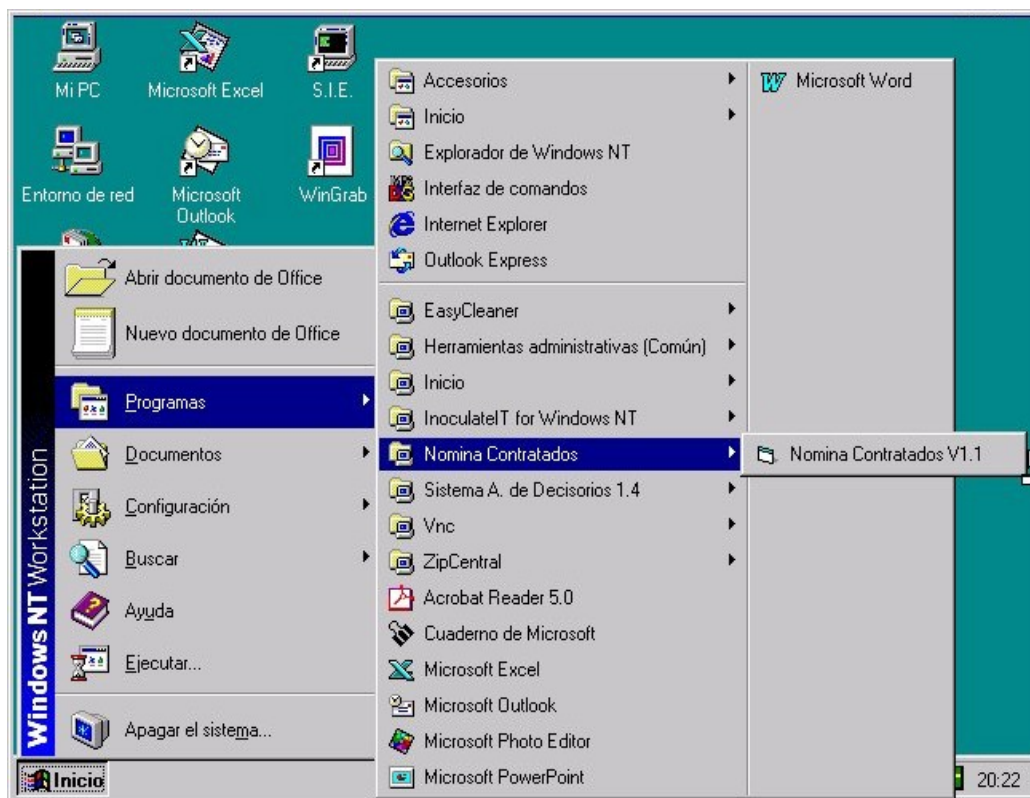 Mi PC
Microsoft Excel
S.I.E.
Entorno de red
Microsoft
Outlook
WinGrab
Windows NT Workstation
Abrir documento de Office
Nuevo documento de Office
Programas
Documentos
Configuración
Buscar
Ayuda
Ejecutar...
Apagar el sistema...
Inicio
Accesorios
Inicio
Explorador de Windows NT
Interfaz de comandos
Internet Explorer
Outlook Express
EasyCleaner
Herramientas administrativas (Común)
Inicio
InoculateIT for Windows NT
Nomina Contratados
Sistema A. de Decisorios 1.4
Vnc
ZipCentral
Acrobat Reader 5.0
Cuaderno de Microsoft
Microsoft Excel
Microsoft Outlook
Microsoft Photo Editor
Microsoft PowerPoint
Microsoft Word
Nomina Contratados V1.1
20:22